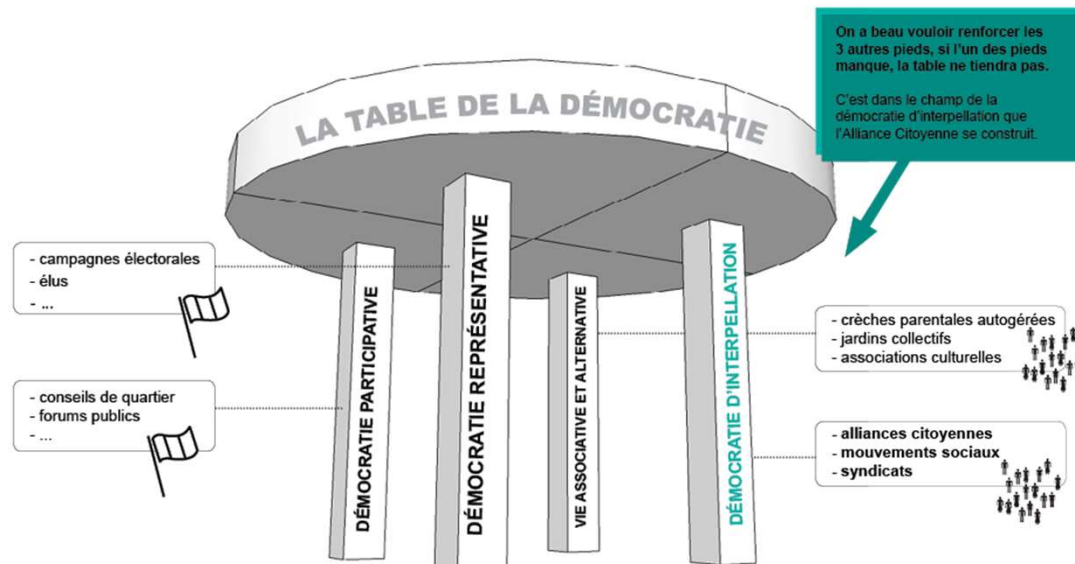 On a beau vouloir renforcer les
3 autres pieds, si l'un des pieds
manque, la table ne tiendra pas.
C'est dans le champ de la
démocratie d'interpellation que
l'Alliance Citoyenne se construit.
LA TABLE DE LA DÉMOCRATIE
- campagnes électorales
- élus
- ...
- conseils de quartier
- forums publics
- ...
DÉMOCRATIE PARTICIPATIVE
DÉMOCRATIE REPRÉSENTATIVE
VIE ASSOCIATIVE ET ALTERNATIVE
DÉMOCRATIE D'INTERPELLATION
- crèches parentales autogérées
- jardins collectifs
- associations culturelles
- alliances citoyennes
- mouvements sociaux
- syndicats